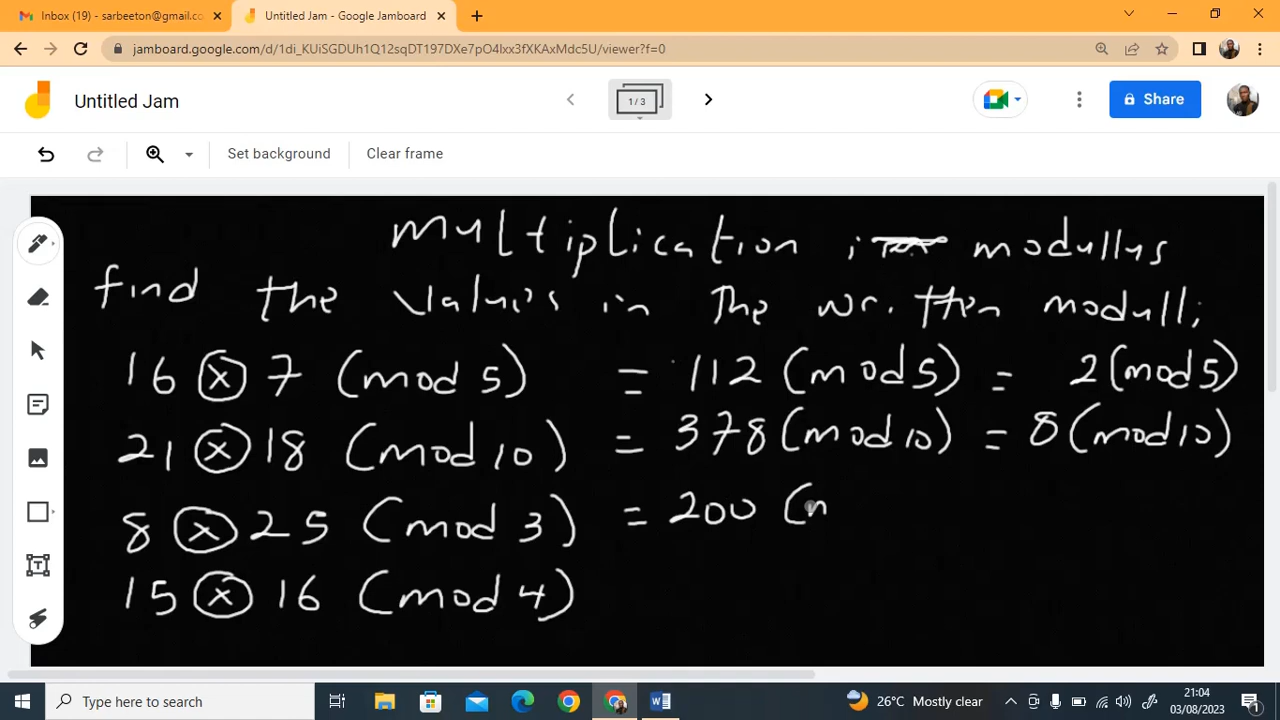 Inbox (19) - sarbeeton@gmail.co
Untitled Jam - Google Jamboard
jamboard.google.com/d/1di_KUiSGDUh1Q12sqDT197DXe7pO4lxx3fXKAxMdc5U/viewer?f=0
Untitled Jam
1 / 3
Share
Set background
Clear frame
multiplication modullus
find the values in the written modulli
16 ⊗ 7 (mod 5) = 112 (mod 5) = 2 (mod 5)
21 ⊗ 18 (mod 10) = 378 (mod 10) = 8 (mod 10)
8 ⊗ 25 (mod 3) = 200 (m
15 ⊗ 16 (mod 4)
Type here to search
26°C Mostly clear
21:04
03/08/2023
1